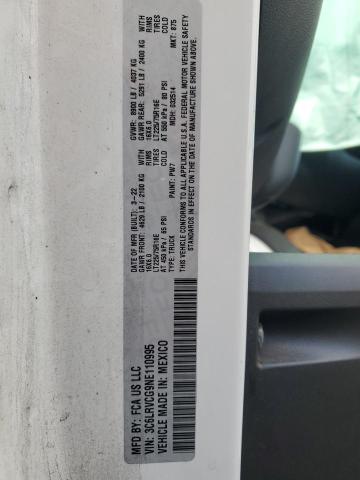 MFD BY: FCA US LLC
VIN: 3C6LRVCG9NE110995
VEHICLE MADE IN: MEXICO
DATE OF MFR (BUILT): 3-22 GVWR: 8900 LB / 4037 KG
GAWR FRONT: 4629 LB / 2100 KG WITH GAWR REAR: 5291 LB / 2400 KG WITH
16X6.0 RIMS 16X6.0 RIMS
LT225/75R16E TIRES LT225/75R16E TIRES
AT 450 kPa / 65 PSI COLD AT 550 kPa / 80 PSI COLD
TYPE: TRUCK PAINT: PW7 MDH: 032514 MKT: 875
THIS VEHICLE CONFORMS TO ALL APPLICABLE U.S.A. FEDERAL MOTOR VEHICLE SAFETY
STANDARDS IN EFFECT ON THE DATE OF MANUFACTURE SHOWN ABOVE.